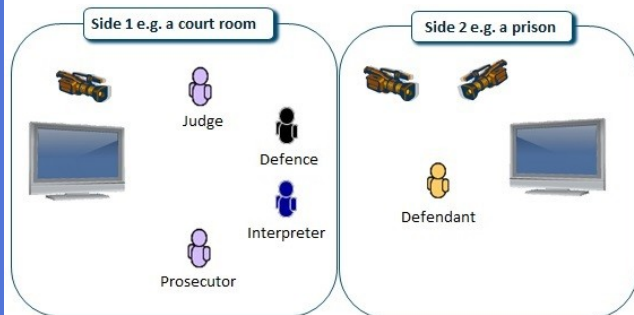 Side 1 e.g. a court room
Side 2 e.g. a prison
Judge
Defence
Interpreter
Defendant
Prosecutor